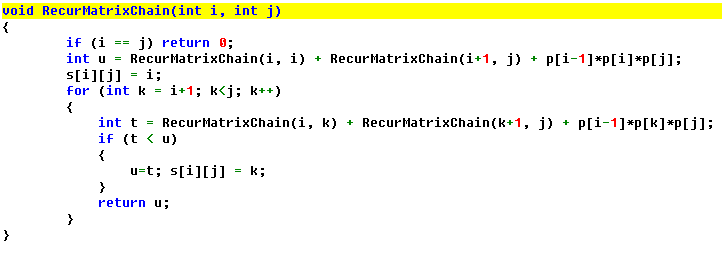 void RecurMatrixChain(int i, int j)
{
        if (i == j) return 0;
        int u = RecurMatrixChain(i, i) + RecurMatrixChain(i+1, j) + p[i-1]*p[i]*p[j];
        s[i][j] = i;
        for (int k = i+1; k<j; k++)
        {
            int t = RecurMatrixChain(i, k) + RecurMatrixChain(k+1, j) + p[i-1]*p[k]*p[j];
            if (t < u)
            {
                u=t; s[i][j] = k;
            }
            return u;
        }
}